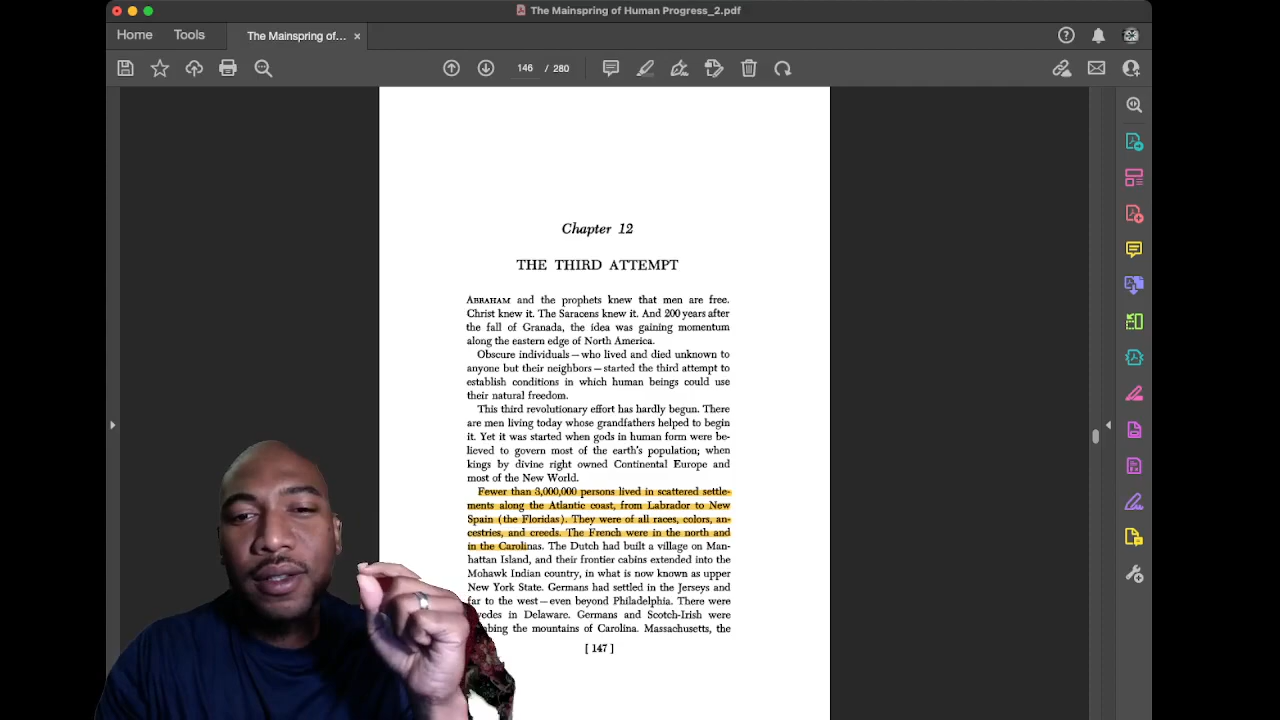 The Mainspring of Human Progress_2.pdf
Home Tools The Mainspring of... ×
146 / 280
Chapter 12
THE THIRD ATTEMPT
ABRAHAM and the prophets knew that men are free.
Christ knew it. The Saracens knew it. And 200 years after
the fall of Granada, the idea was gaining momentum
along the eastern edge of North America.
Obscure individuals—who lived and died unknown to
anyone but their neighbors—started the third attempt to
establish conditions in which human beings could use
their natural freedom.
This third revolutionary effort has hardly begun. There
are men living today whose grandfathers helped to begin
it. Yet it was started when gods in human form were be-
lieved to govern most of the earth's population; when
kings by divine right owned Continental Europe and
most of the New World.
Fewer than 3,000,000 persons lived in scattered settle-
ments along the Atlantic coast, from Labrador to New
Spain (the Floridas). They were of all races, colors, an-
cestries, and creeds. The French were in the north and
in the Carolinas. The Dutch had built a village on Man-
hattan Island, and their frontier cabins extended into the
Mohawk Indian country, in what is now known as upper
New York State. Germans had settled in the Jerseys and
far to the west—even beyond Philadelphia. There were
in Delaware. Germans and Scotch-Irish were
the mountains of Carolina. Massachusetts, the
[ 147 ]